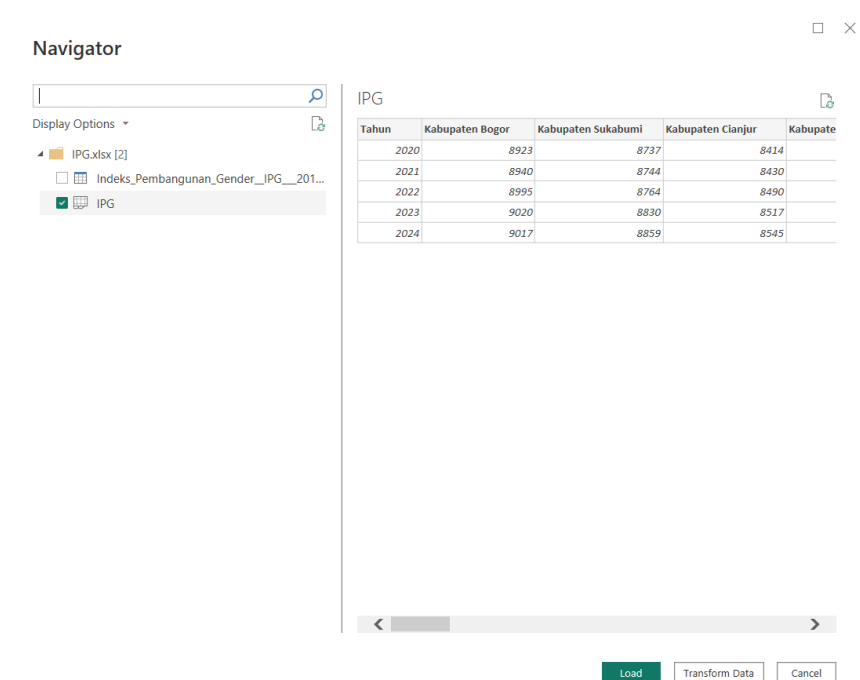 Navigator
IPG
Display Options
Tahun Kabupaten Bogor Kabupaten Sukabumi Kabupaten Cianjur Kabupate
IPG.xlsx [2]
2020 8923 8737 8414
Indeks_Pembangunan_Gender__IPG___201...
2021 8940 8744 8430
2022 8995 8764 8490
IPG
2023 9020 8830 8517
2024 9017 8859 8545
Load Transform Data Cancel